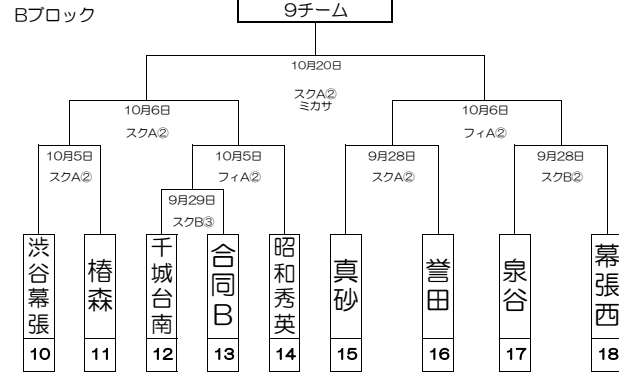 Bブロック
9チーム
10月20日
スクA②
ミカサ
10月6日
スクA②
10月6日
フィA②
10月5日
スクA②
10月5日
フィA②
9月28日
スクA②
9月28日
スクB②
9月29日
スクB③
渋谷幕張
椿森
千城台南
合同B
昭和秀英
真砂
誉田
泉谷
幕張西
10
11
12
13
14
15
16
17
18